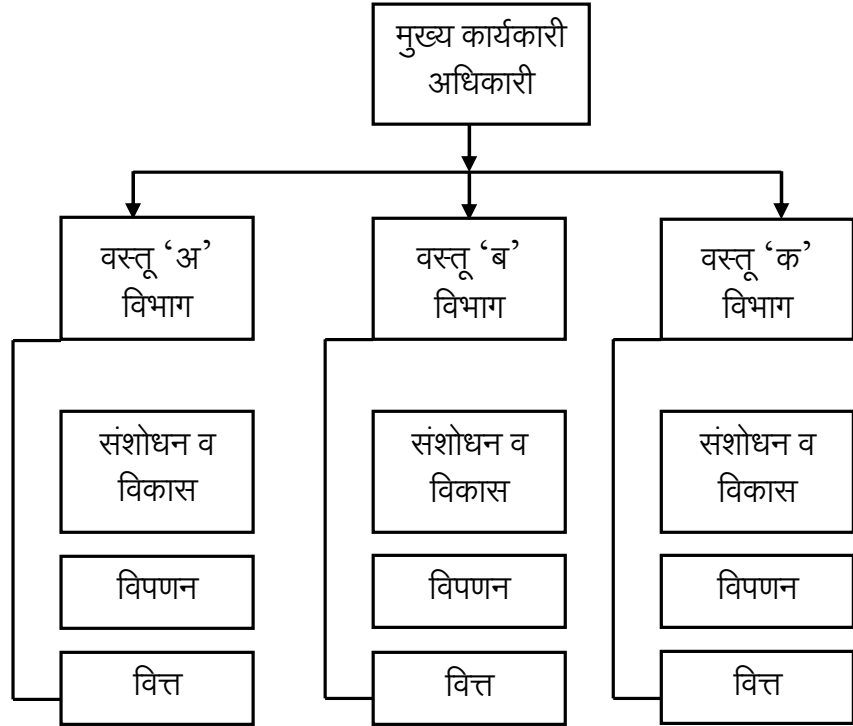 मुख्य कार्यकारी
अधिकारी
वस्तू ‘अ’
विभाग
वस्तू ‘ब’
विभाग
वस्तू ‘क’
विभाग
संशोधन व
विकास
संशोधन व
विकास
संशोधन व
विकास
विपणन
विपणन
विपणन
वित्त
वित्त
वित्त